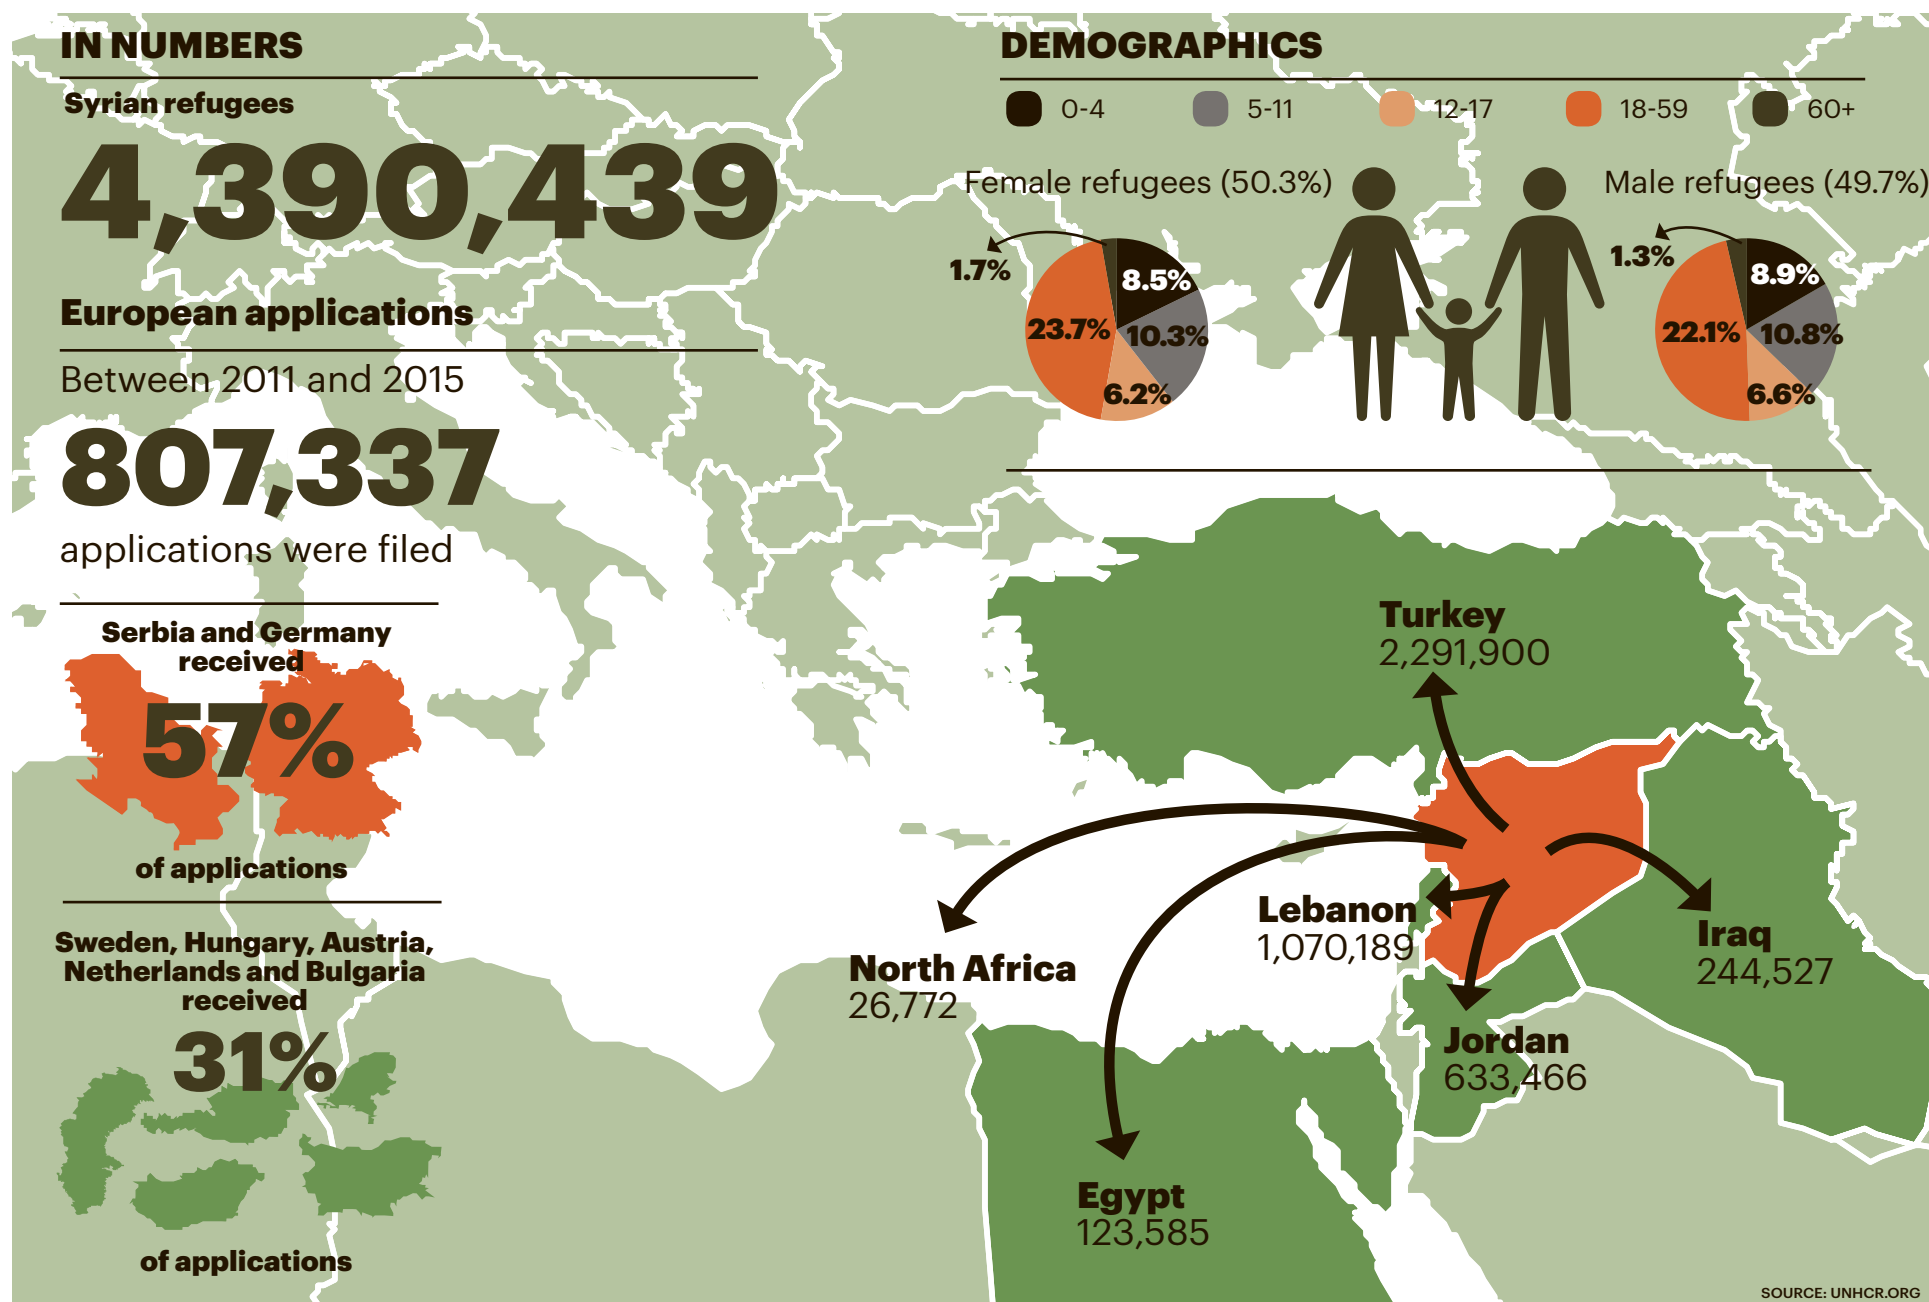 IN NUMBERS
Syrian refugees
4,390,439
European applications
Between 2011 and 2015
807,337
applications were filed
Serbia and Germany
received
57%
of applications
Sweden, Hungary, Austria,
Netherlands and Bulgaria
received
31%
of applications
DEMOGRAPHICS
0-4 5-11 12-17 18-59 60+
Female refugees (50.3%)
1.7%
8.5%
23.7%
10.3%
6.2%
Male refugees (49.7%)
1.3%
8.9%
22.1%
10.8%
6.6%
Turkey
2,291,900
Lebanon
1,070,189
Iraq
244,527
North Africa
26,772
Jordan
633,466
Egypt
123,585
SOURCE: UNHCR.ORG